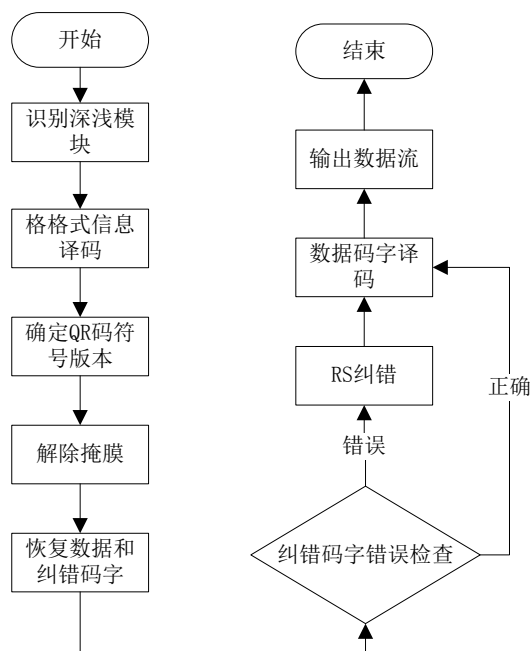 开始
识别深浅模
块
格格式信息
译码
确定QR码符
号版本
解除掩膜
恢复数据和
纠错码字
结束
输出数据流
数据码字译
码
RS纠错
正确
错误
纠错码字错误检查